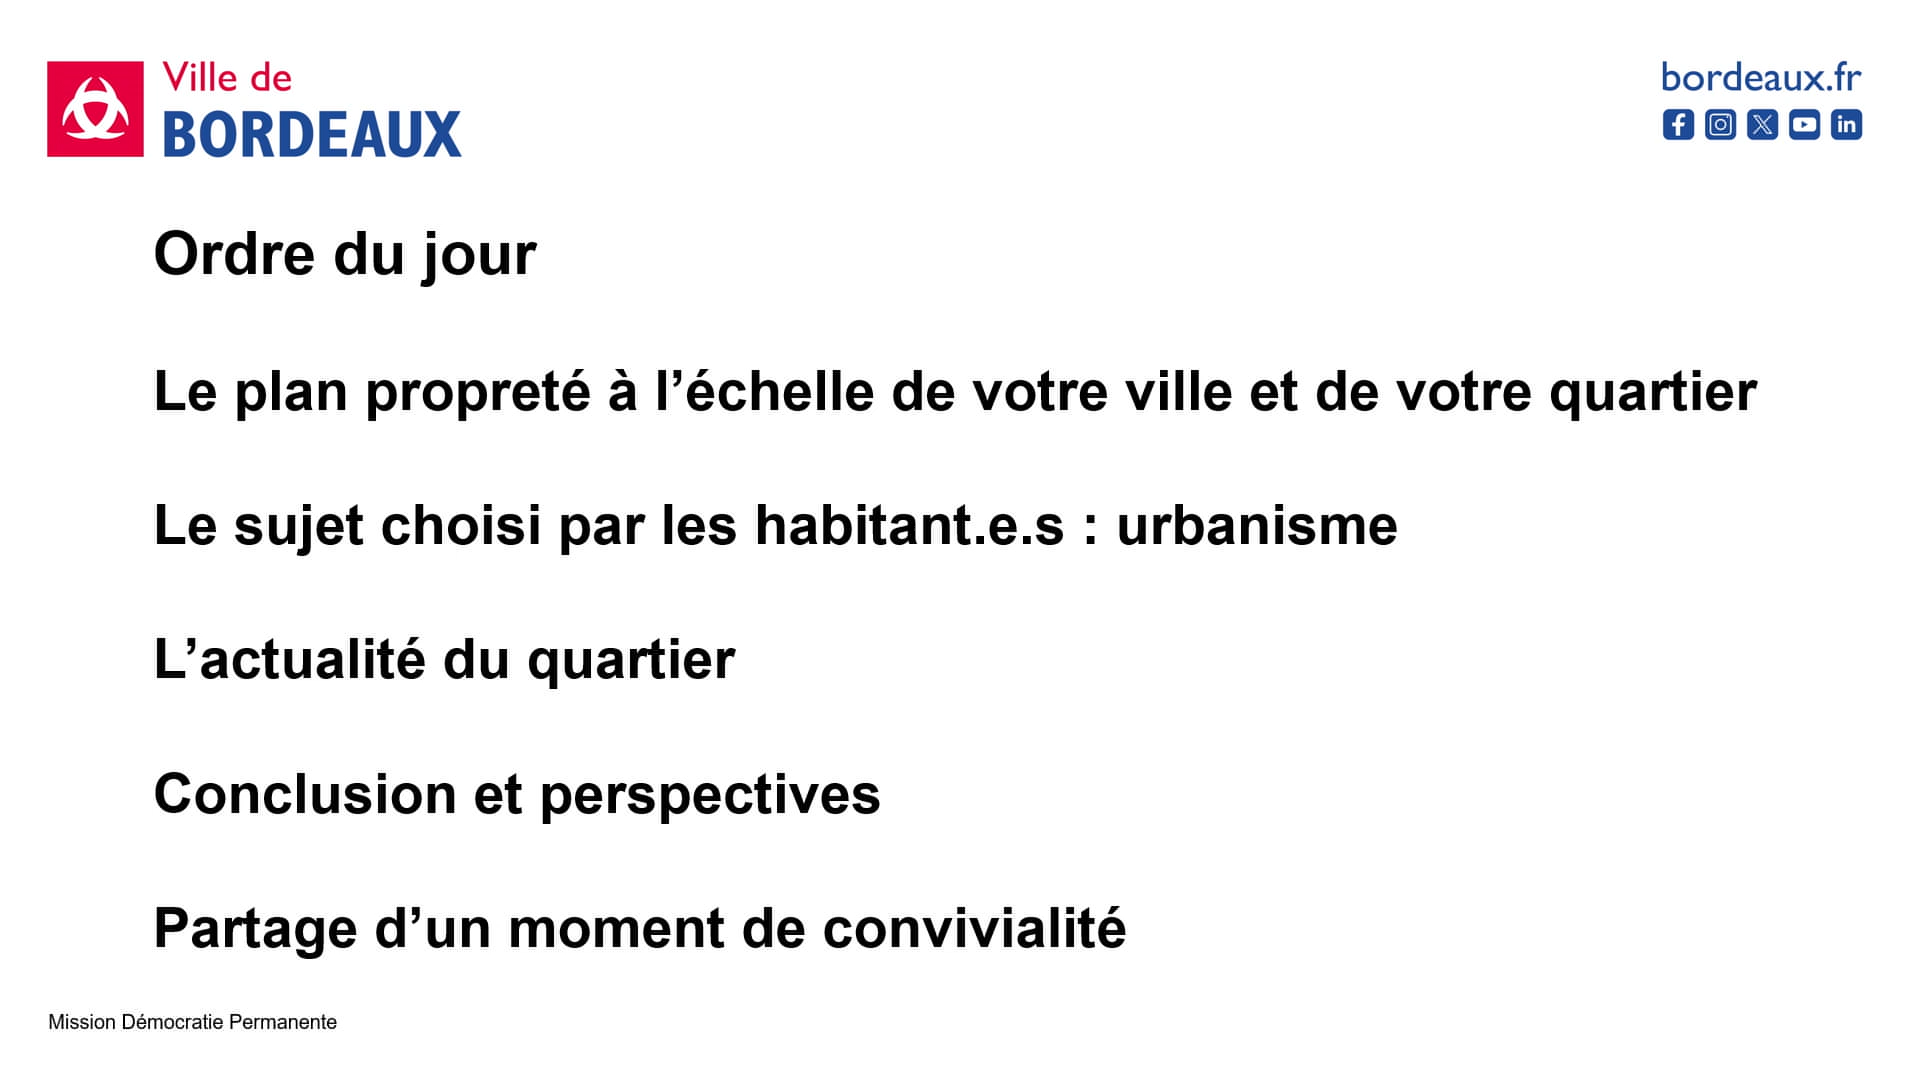 Ville de
BORDEAUX
bordeaux.fr
Ordre du jour
Le plan propreté à l’échelle de votre ville et de votre quartier
Le sujet choisi par les habitant.e.s : urbanisme
L’actualité du quartier
Conclusion et perspectives
Partage d’un moment de convivialité
Mission Démocratie Permanente